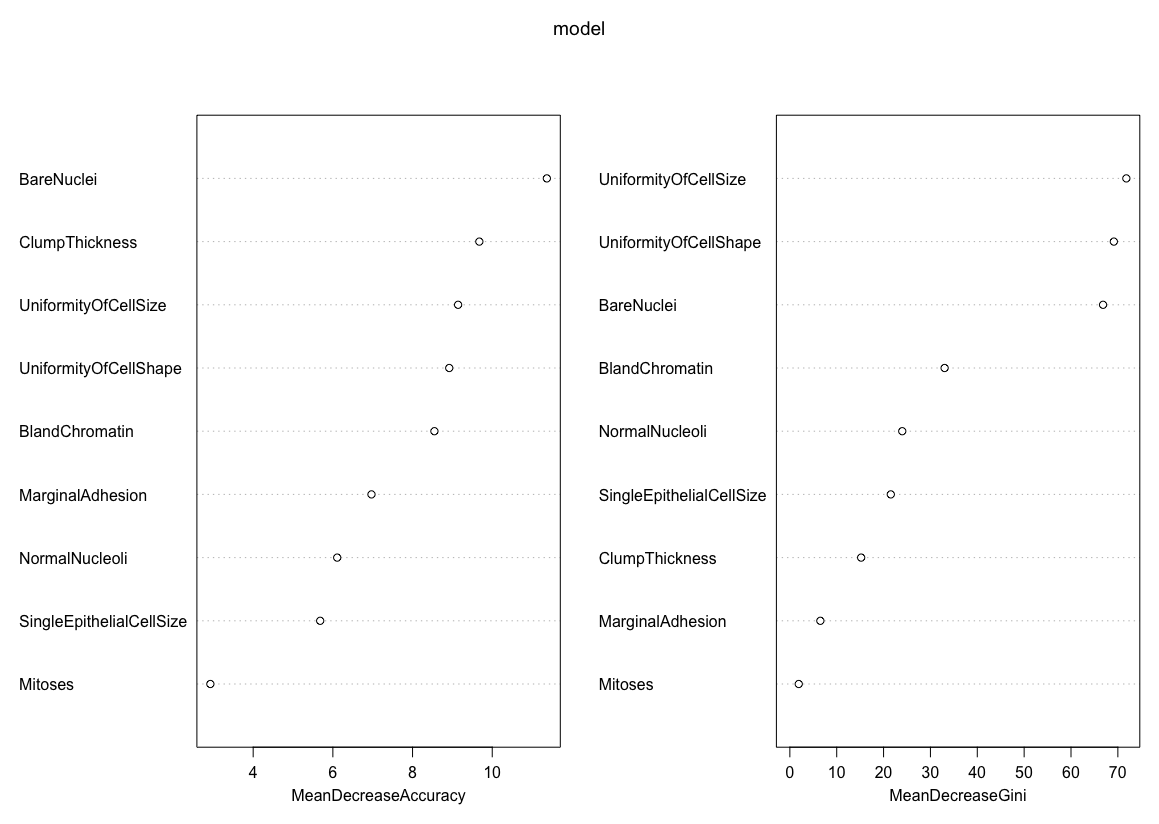 model
BareNuclei
ClumpThickness
UniformityOfCellSize
UniformityOfCellShape
BlandChromatin
MarginalAdhesion
NormalNucleoli
SingleEpithelialCellSize
Mitoses
4 6 8 10
MeanDecreaseAccuracy
UniformityOfCellSize
UniformityOfCellShape
BareNuclei
BlandChromatin
NormalNucleoli
SingleEpithelialCellSize
ClumpThickness
MarginalAdhesion
Mitoses
0 10 20 30 40 50 60 70
MeanDecreaseGini